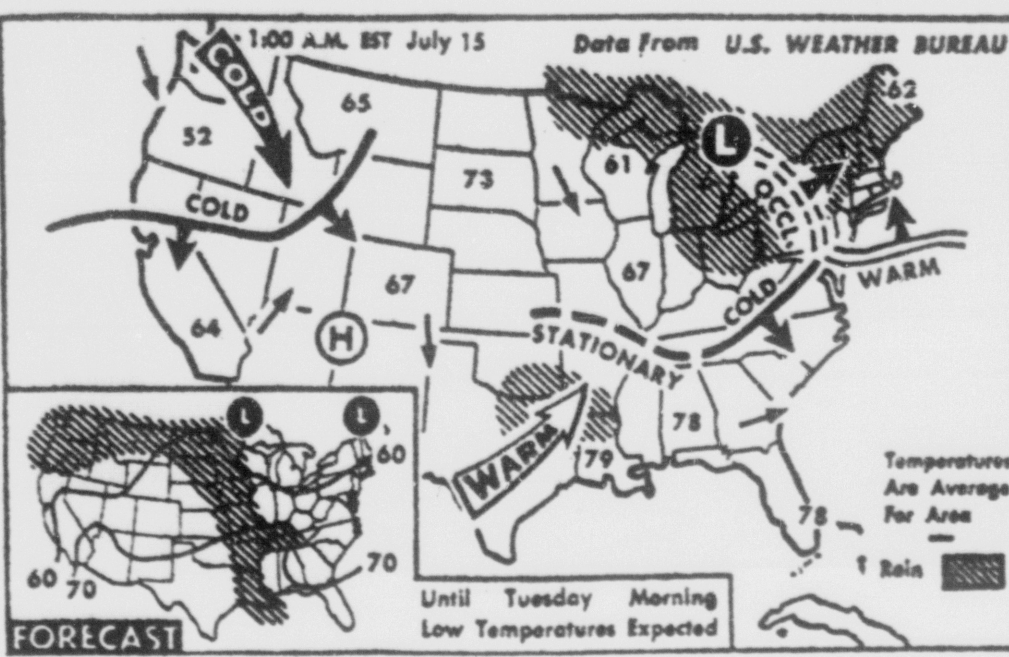 1:00 A.M. EST July 15
Data From U.S. WEATHER BUREAU
COLD
65
62
52
L
61
73
OCCL.
COLD
WARM
67
67
COLD
64
H
STATIONARY
78
WARM
79
78
Temperatures
Are Average
For Area
Rain
L
L
60
60
70
70
FORECAST
Until Tuesday Morning
Low Temperatures Expected